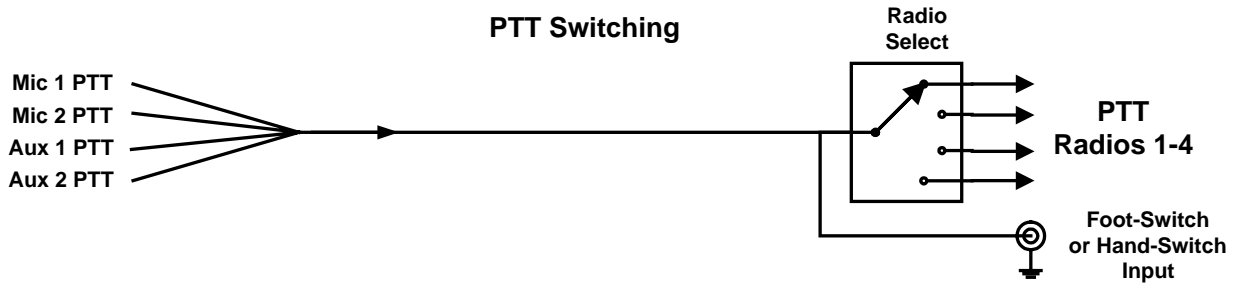 PTT Switching
Radio
Select
Mic 1 PTT
Mic 2 PTT
Aux 1 PTT
Aux 2 PTT
PTT
Radios 1-4
Foot-Switch
or Hand-Switch
Input